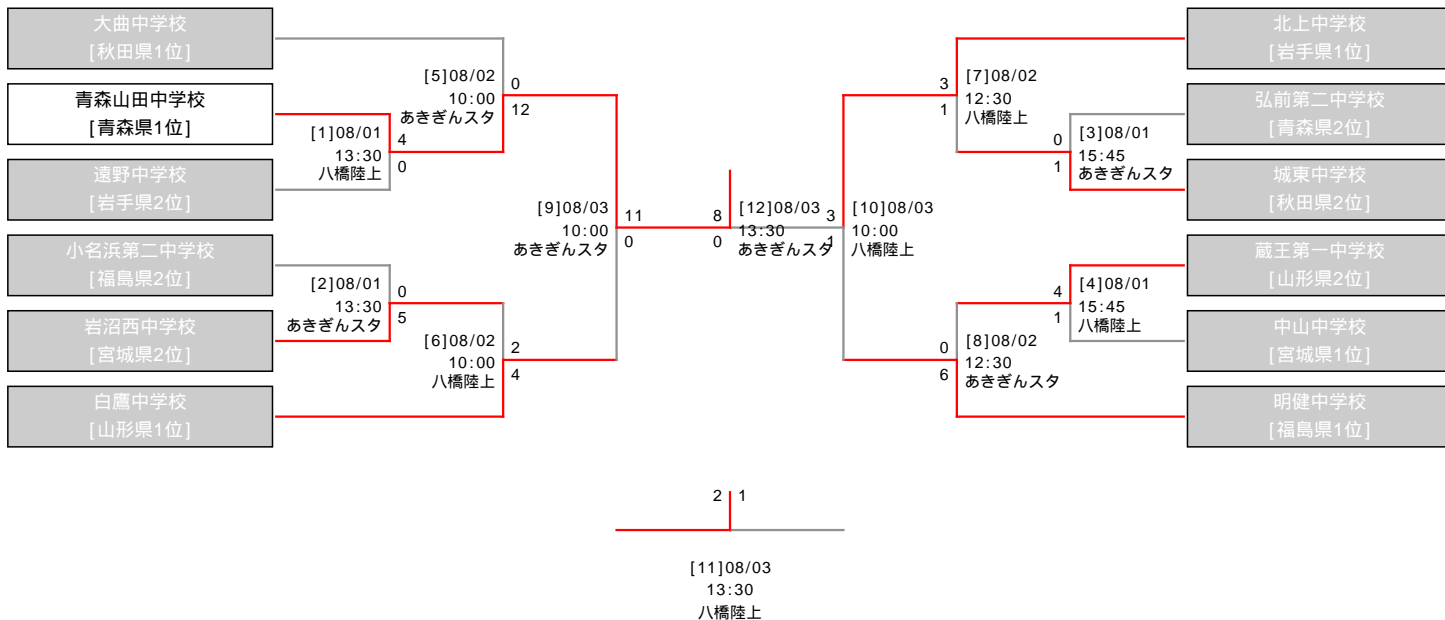 大曲中学校
[秋田県1位]
青森山田中学校
[青森県1位]
遠野中学校
[岩手県2位]
小名浜第二中学校
[福島県2位]
岩沼西中学校
[宮城県2位]
白鷹中学校
[山形県1位]
[1]08/01
13:30
八橋陸上
4
0
[2]08/01
13:30
あきぎんスタ
0
5
[5]08/02
10:00
あきぎんスタ
0
12
[6]08/02
10:00
八橋陸上
2
4
[9]08/03
10:00
あきぎんスタ
11
0
8
0
[12]08/03
13:30
あきぎんスタ
3
1
[10]08/03
10:00
八橋陸上
3
1
[7]08/02
12:30
八橋陸上
0
6
[8]08/02
12:30
あきぎんスタ
0
1
[3]08/01
15:45
あきぎんスタ
4
1
[4]08/01
15:45
八橋陸上
北上中学校
[岩手県1位]
弘前第二中学校
[青森県2位]
城東中学校
[秋田県2位]
蔵王第一中学校
[山形県2位]
中山中学校
[宮城県1位]
明健中学校
[福島県1位]
2 1
[11]08/03
13:30
八橋陸上